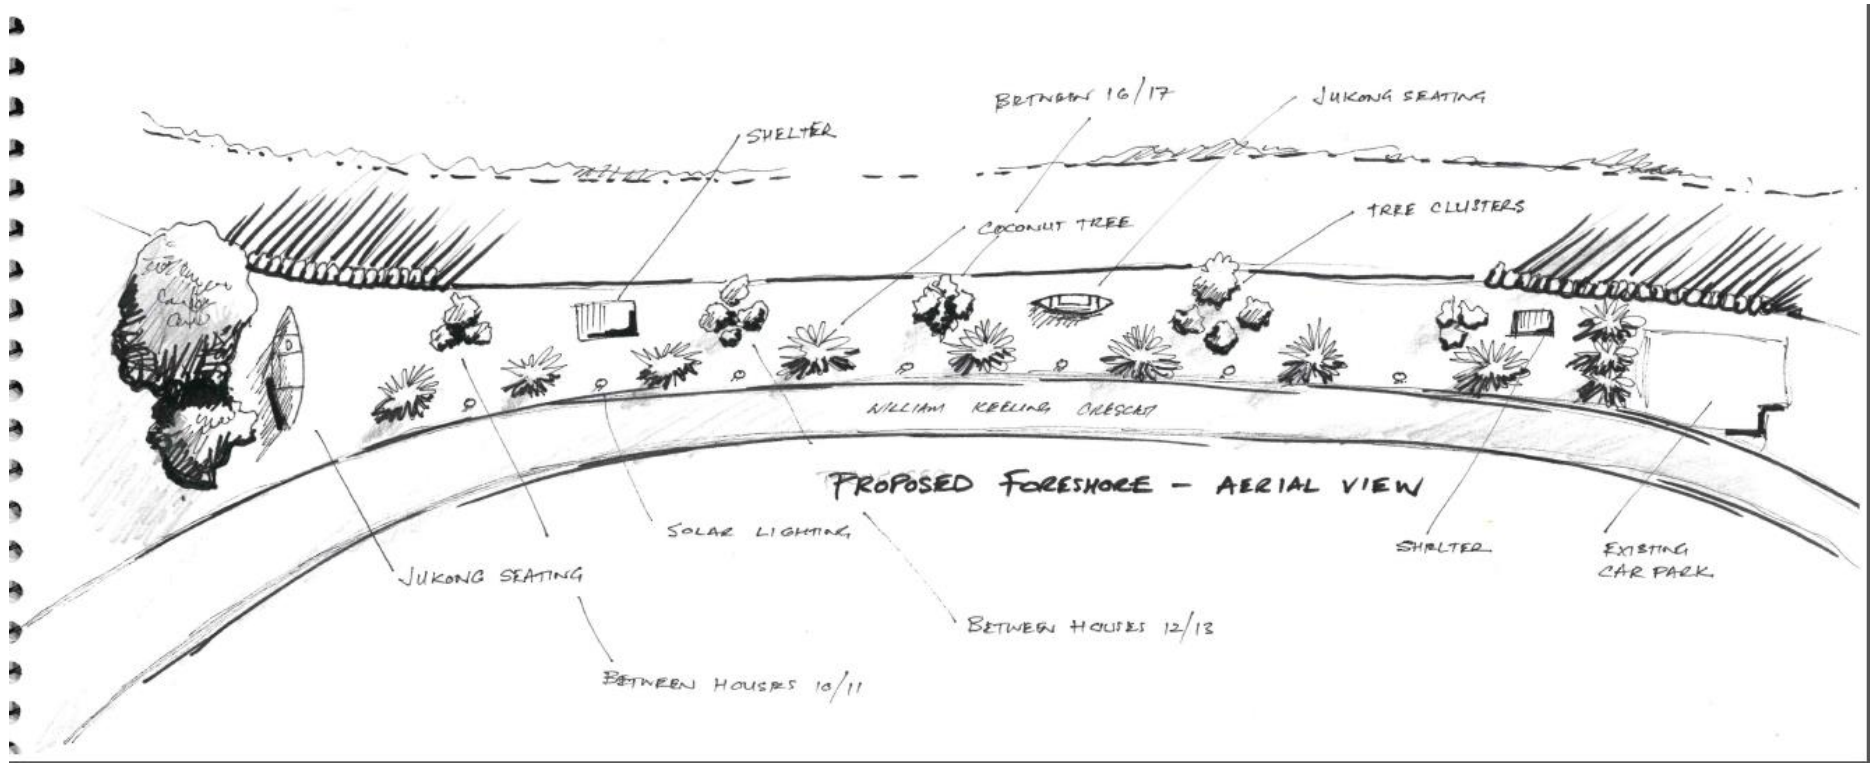 BETWEEN 16/17
JUKONG SEATING
SHELTER
COCONUT TREE
TREE CLUSTERS
WILLIAM KEELING CRESCENT
PROPOSED FORESHORE - AERIAL VIEW
SOLAR LIGHTING
SHELTER
EXISTING
CAR PARK
JUKONG SEATING
BETWEEN HOUSES 12/13
BETWEEN HOUSES 10/11